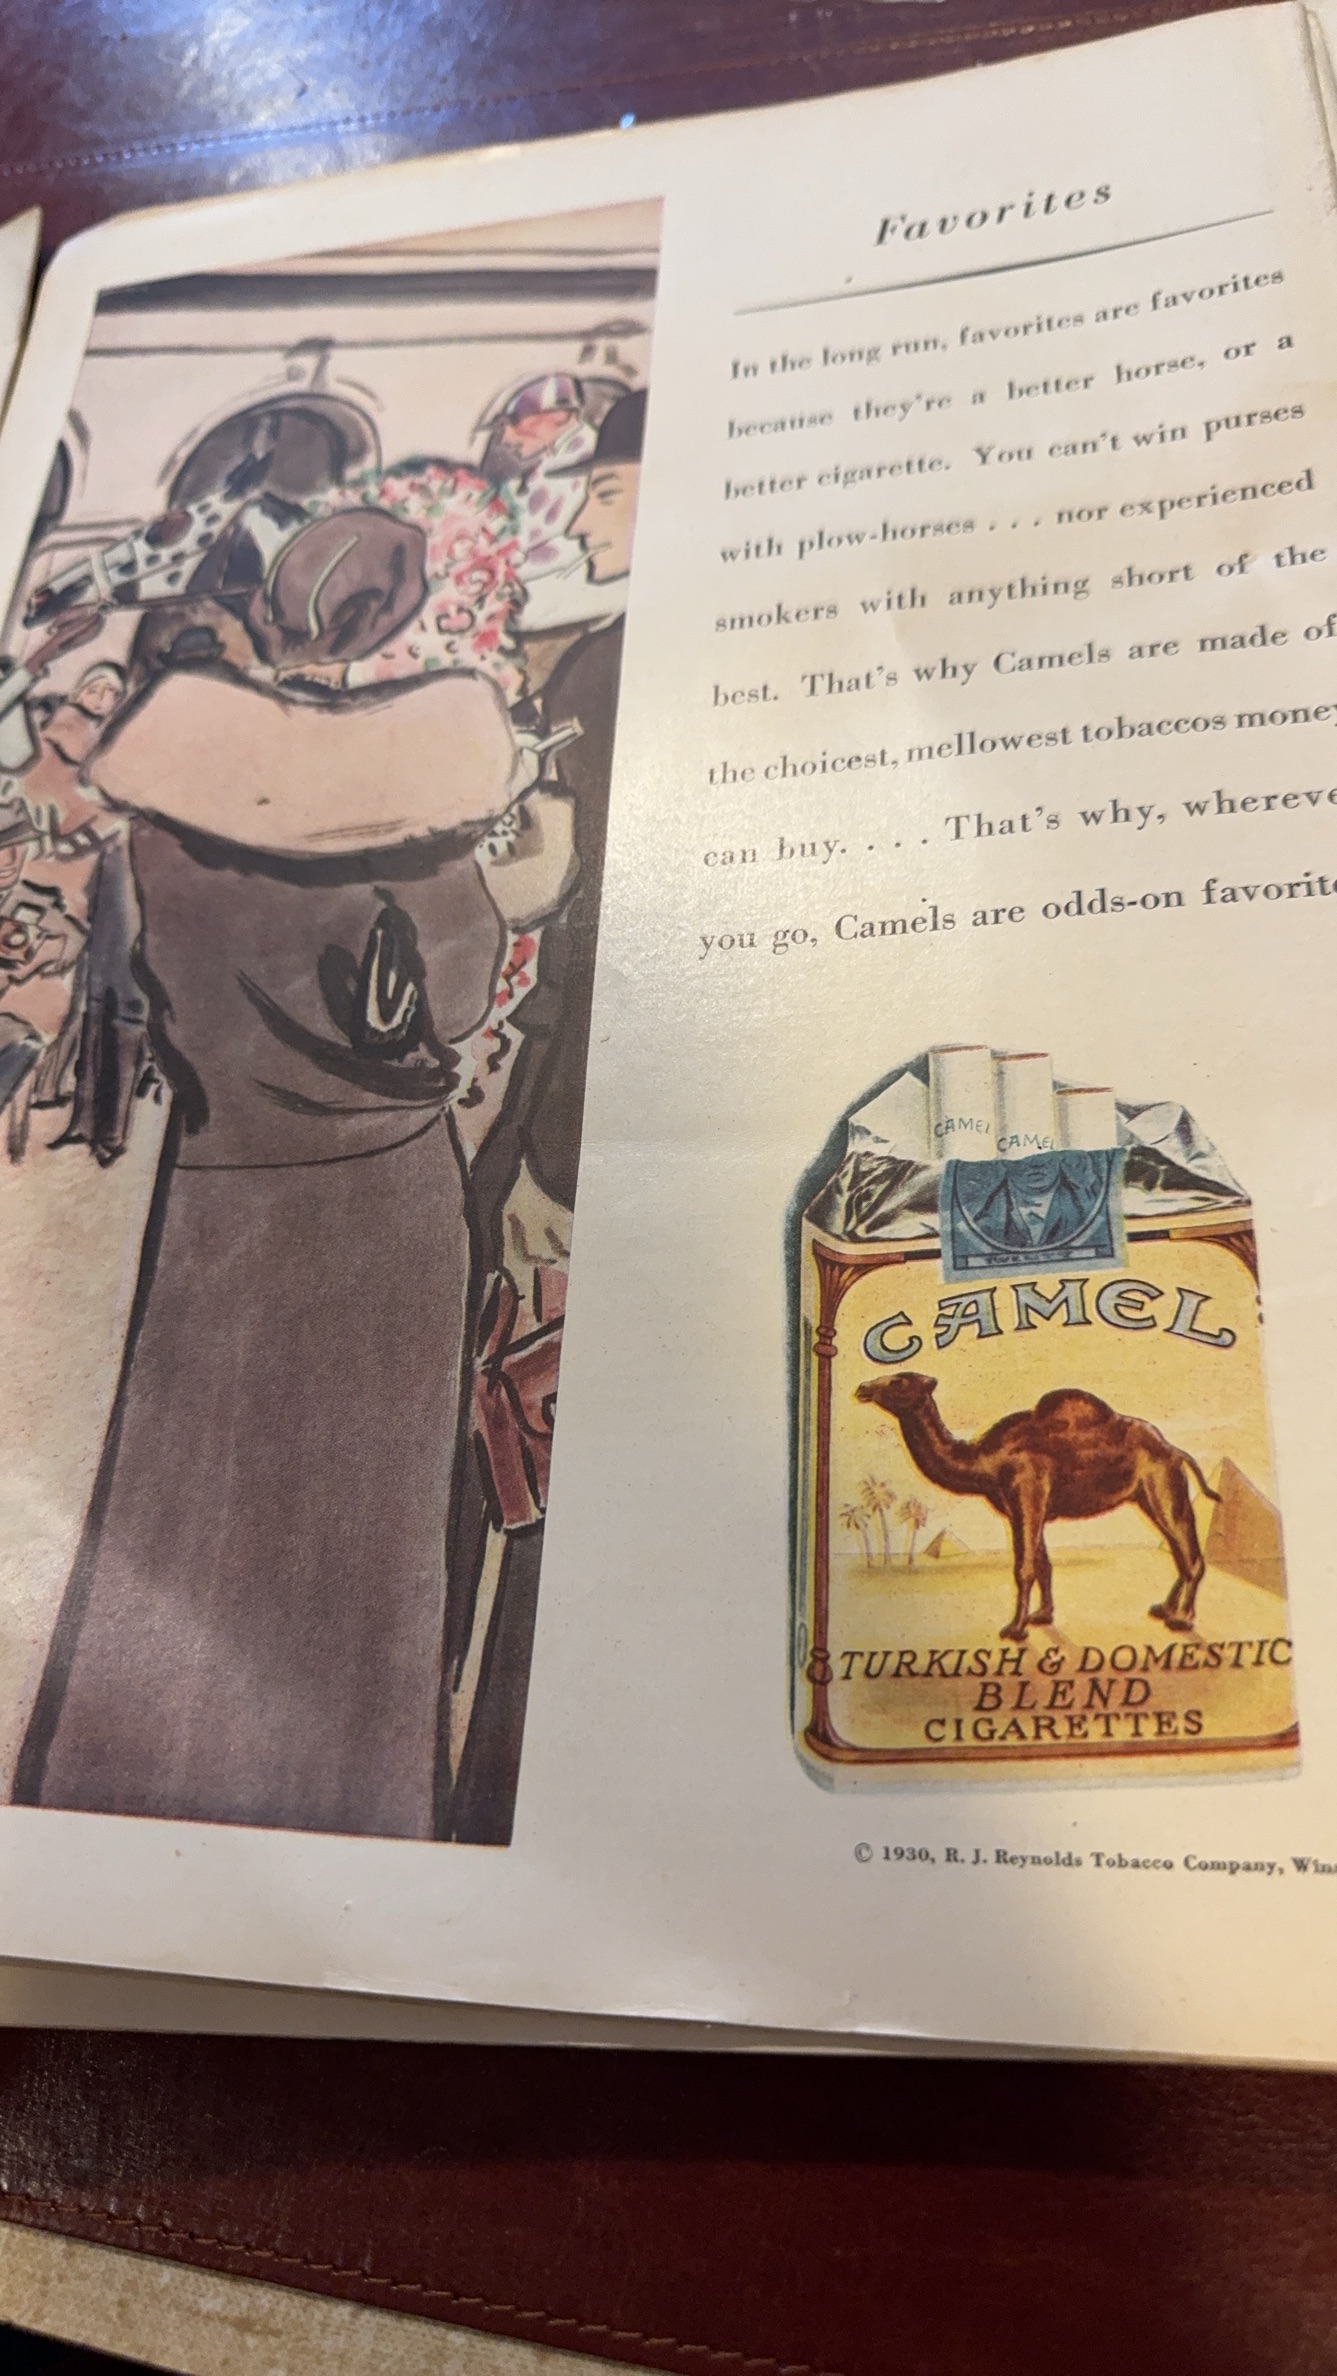 Favorites
In the long run, favorites are favorites
because they're a better horse, or a
better cigarette. You can't win purses
with plow-horses . . . nor experienced
smokers with anything short of the
best. That's why Camels are made of
the choicest, mellowest tobaccos money
can buy. . . . That's why, whereve
you go, Camels are odds-on favorite
CAMEL
CAMEL
CAMEL
TURKISH & DOMESTIC
BLEND
CIGARETTES
© 1930, R. J. Reynolds Tobacco Company, Wins